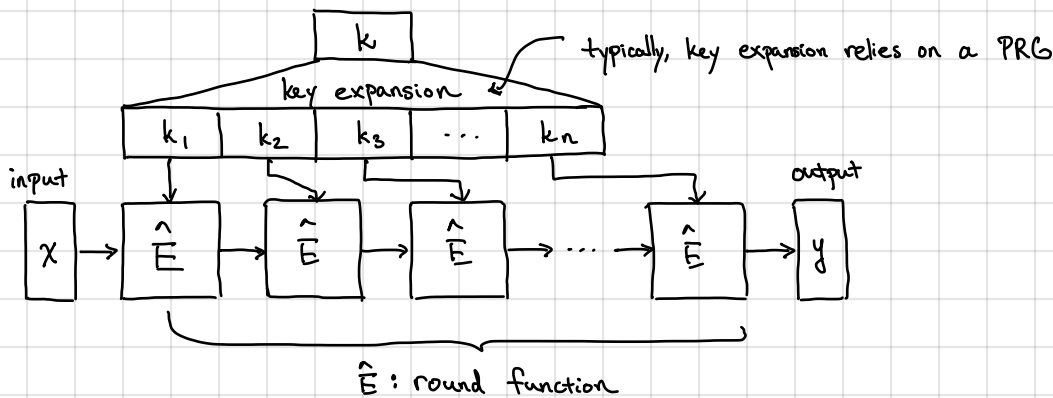 k
typically, key expansion relies on a PRG
key expansion
k₁ k₂ k₃ ... kₙ
input
output
x Ê Ê Ê ... Ê y
Ê : round function